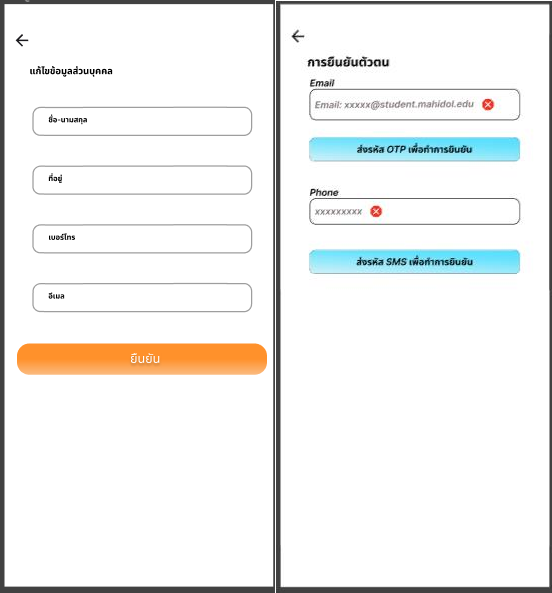 แก้ไขข้อมูลส่วนบุคคล
ชื่อ-นามสกุล
ที่อยู่
เบอร์โทร
อีเมล
ยืนยัน
การยืนยันตัวตน
Email
Email: xxxxx@student.mahidol.edu
ส่งรหัส OTP เพื่อทำการยืนยัน
Phone
xxxxxxxxx
ส่งรหัส SMS เพื่อทำการยืนยัน